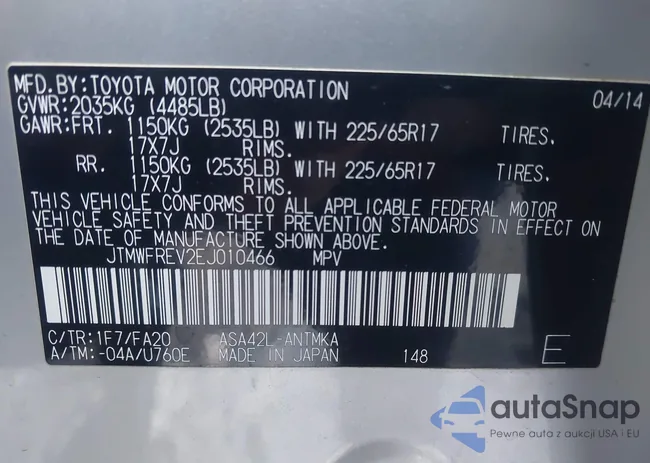 MFD.BY:TOYOTA MOTOR CORPORATION 04/14
GVWR:2035KG (4485LB)
GAWR:FRT. 1150KG (2535LB) WITH 225/65R17 TIRES.
17X7J RIMS.
RR. 1150KG (2535LB) WITH 225/65R17 TIRES.
17X7J RIMS.
THIS VEHICLE CONFORMS TO ALL APPLICABLE FEDERAL MOTOR
VEHICLE SAFETY AND THEFT PREVENTION STANDARDS IN EFFECT ON
THE DATE OF MANUFACTURE SHOWN ABOVE.
JTMWFREV2EJ010466 MPV
C/TR:1F7/FA20 ASA42L-ANTMKA
A/TM:-04A/U760E MADE IN JAPAN 148 E
autaSnap
Pewne auta z aukcji USA i EU